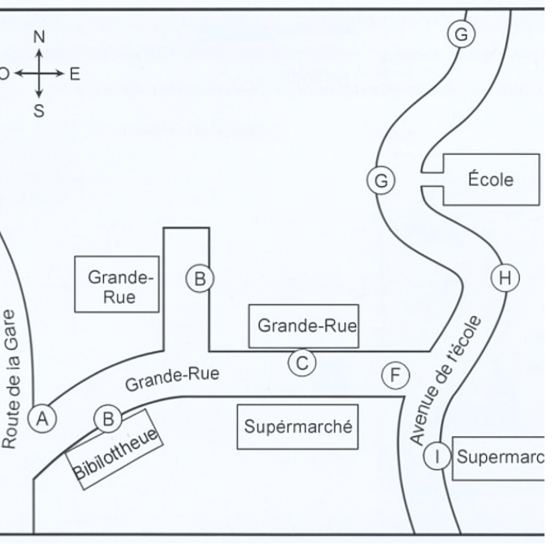 G
N
O
E
S
G
École
Grande-
Rue
B
H
Grande-Rue
Route de la Gare
Grande-Rue
C
F
Avenue de l'école
A
B
Supérmarché
Bibilottheue
I
Supermarc